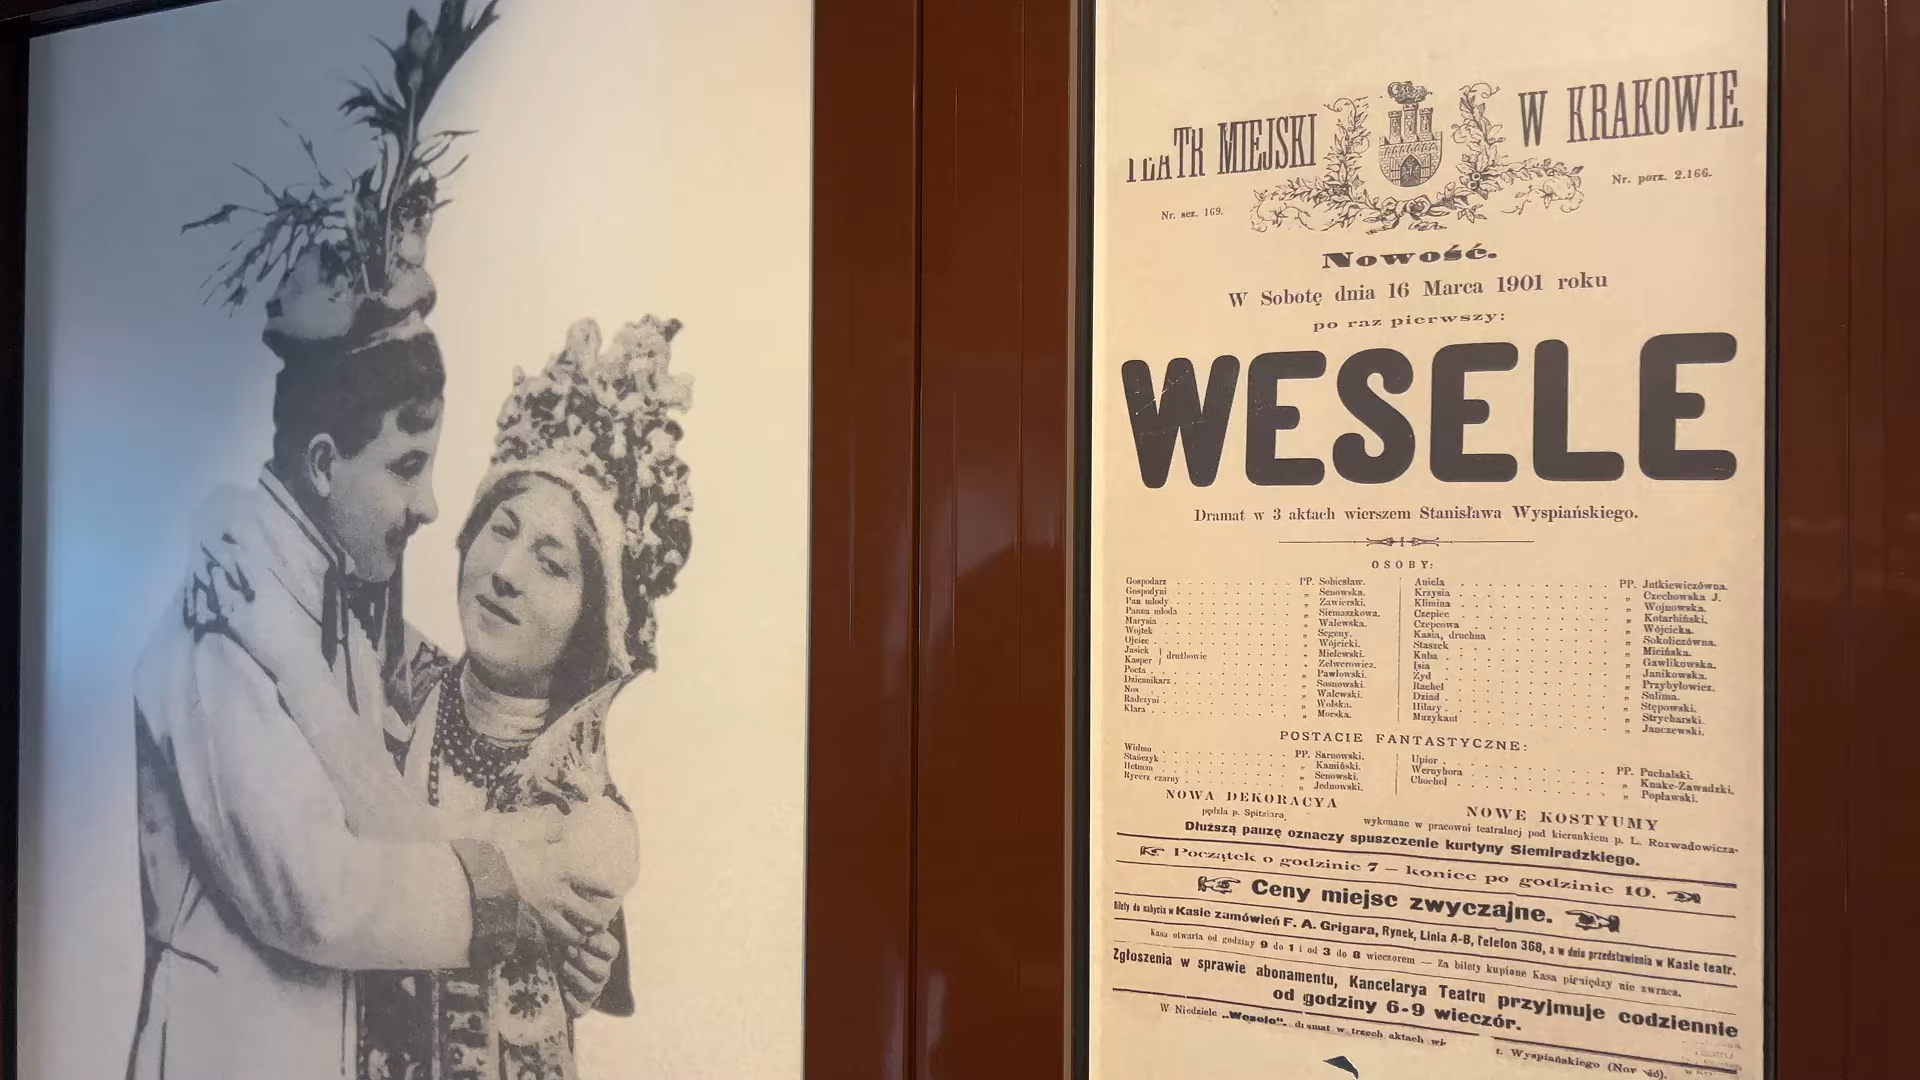 TEATR MIEJSKI W KRAKOWIE.
Nr. sez. 169.
Nr. porz. 2.166.
Nowość.
W Sobotę dnia 16 Marca 1901 roku
po raz pierwszy:
WESELE
Dramat w 3 aktach wierszem Stanisława Wyspiańskiego.
OSOBY:
Gospodarz PP. Sobiesław.
Gospodyni „ Senowska.
Pan młody „ Zawierski.
Panna młoda „ Siemaszkowa.
Marysia „ Walewska.
Wojtek „ Segeny.
Ojciec „ Wójcicki.
Jasiek } drużbowie „ Mielewski.
Kasper „ Zelwerowicz.
Poeta „ Pawłowski.
Dziennikarz „ Sosnowski.
Nos „ Walewski.
Radczyni „ Wolska.
Klara „ Morska.
Aniela PP. Jutkiewiczówna.
Krzysia „ Czechowska J.
Klimina „ Wojnowska.
Czepiec „ Kotarbiński.
Czepcowa „ Wójcicka.
Kasia, druchna „ Sokoliczówna.
Staszek „ Micińska.
Kuba „ Gawlikowska.
Isia „ Janikowska.
Żyd „ Przybyłowicz.
Rachel „ Sulima.
Dziad „ Stępowski.
Hilary „ Strycharski.
Muzykant „ Janczewski.
POSTACIE FANTASTYCZNE:
Widmo PP. Sarnowski.
Stańczyk „ Kamiński.
Hetman „ Senowski.
Rycerz czarny „ Jednowski.
Upiór PP. Puchalski.
Wernyhora „ Knake-Zawadzki.
Chochoł „ Popławski.
NOWA DEKORACYA
pędzla p. Spitziara.
NOWE KOSTYUMY
wykonane w pracowni teatralnej pod kierunkiem p. L. Rozwadowicza-
Dłuższą pauzę oznaczy spuszczenie kurtyny Siemiradzkiego.
Początek o godzinie 7 — koniec po godzinie 10.
Ceny miejsc zwyczajne.
Bilety do nabycia w Kasie zamówień F. A. Grigara, Rynek, Linia A-B, Telefon 368, a w dniu przedstawienia w Kasie teatr.
Kasa otwarta od godziny 9 do 1 i od 3 do 8 wieczorem — Za bilety kupione Kasa pieniędzy nie zwraca.
Zgłoszenia w sprawie abonamentu, Kancelarya Teatru przyjmuje codziennie
od godziny 6-9 wieczór.
W Niedziele „Wesele“. dramat w trzech aktach wi t. Wyspiańskiego